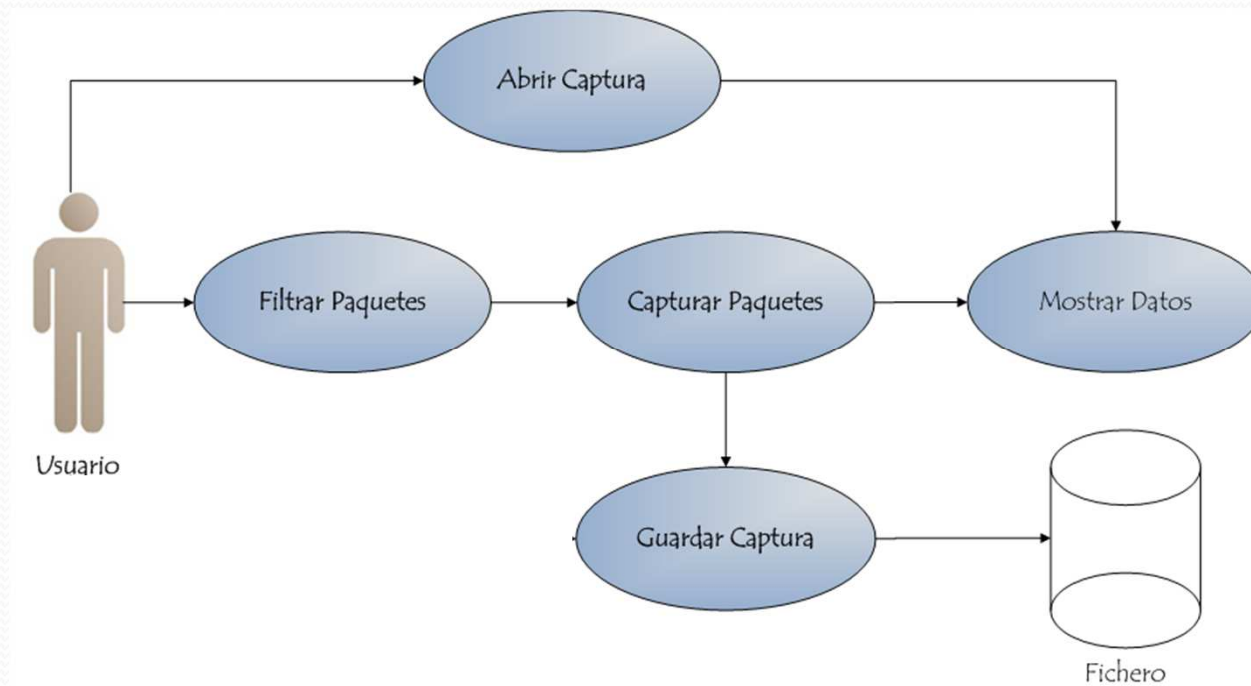 Abrir Captura
Filtrar Paquetes
Capturar Paquetes
Mostrar Datos
Usuario
Guardar Captura
Fichero